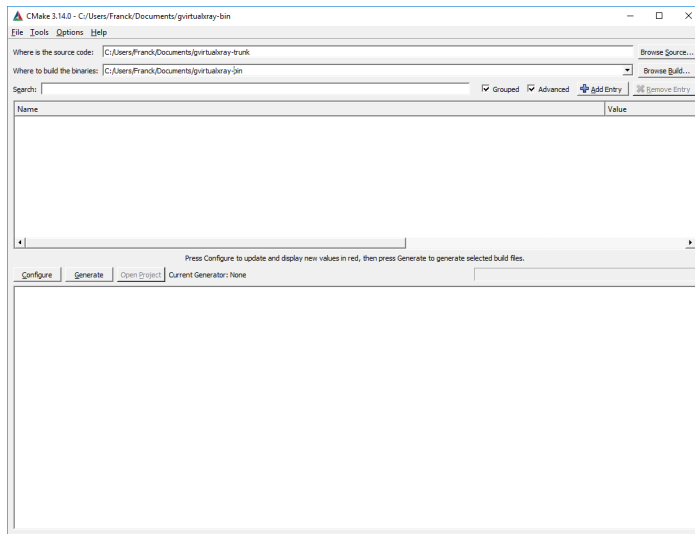 CMake 3.14.0 - C:/Users/Franck/Documents/gvirtualxray-bin
File Tools Options Help
Where is the source code: C:/Users/Franck/Documents/gvirtualxray-trunk Browse Source...
Where to build the binaries: C:/Users/Franck/Documents/gvirtualxray-bin Browse Build...
Search: Grouped Advanced Add Entry Remove Entry
Name Value
Press Configure to update and display new values in red, then press Generate to generate selected build files.
Configure Generate Open Project Current Generator: None